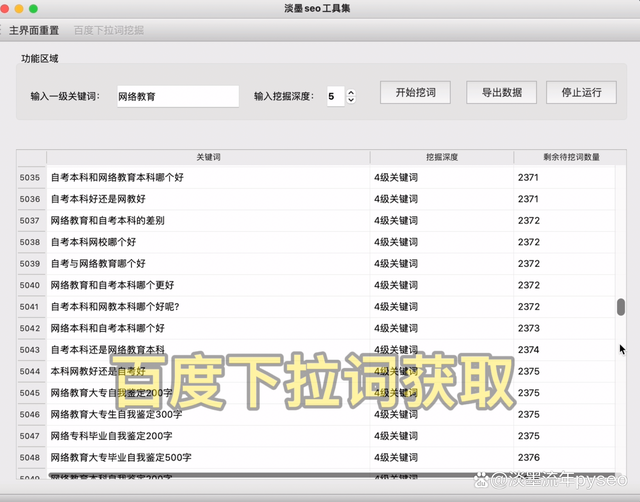 淡墨seo工具集
主界面重置 百度下拉词挖掘
功能区域
输入一级关键词： 网络教育 输入挖掘深度： 5 开始挖词 导出数据 停止运行
关键词 挖掘深度 剩余待挖词数量
5035 自考本科和网络教育本科哪个好 4级关键词 2371
5036 自考本科好还是网教好 4级关键词 2371
5037 网络教育和自考本科的差别 4级关键词 2372
5038 自考本科网校哪个好 4级关键词 2372
5039 自考与网络教育哪个好 4级关键词 2372
5040 网络教育和自考本科哪个更好 4级关键词 2372
5041 自考本科和网教本科哪个好呢? 4级关键词 2372
5042 网络本科和自考本科哪个好 4级关键词 2373
5043 自考本科还是网络教育本科 4级关键词 2374
5044 本科网教好还是自考好 4级关键词 2375
百度下拉词获取
5045 网络教育大专自我鉴定200字 4级关键词 2375
5046 网络教育大专生自我鉴定300字 4级关键词 2375
5047 网络专科毕业自我鉴定200字 4级关键词 2375
5048 网络教育大专毕业自我鉴定500字 4级关键词 2376
5049 网络教育本科自我鉴定200字
@淡墨流年pyseo